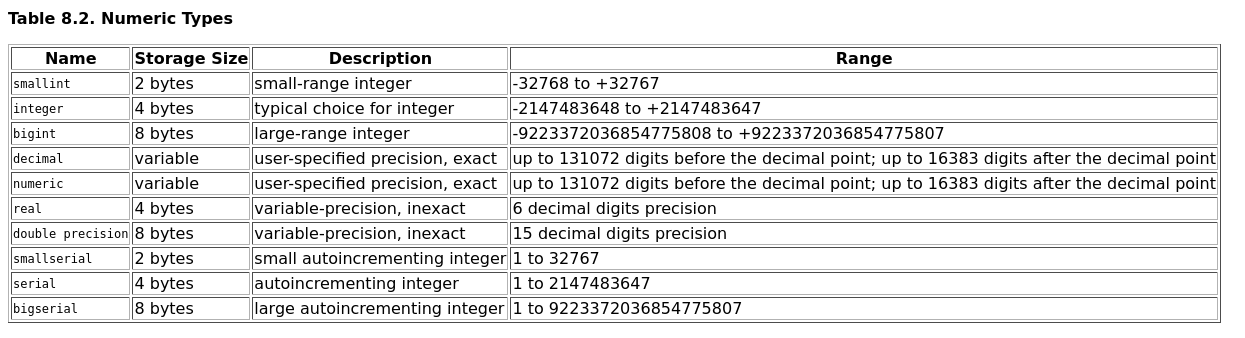 Table 8.2. Numeric Types
Name Storage Size Description Range
smallint 2 bytes small-range integer -32768 to +32767
integer 4 bytes typical choice for integer -2147483648 to +2147483647
bigint 8 bytes large-range integer -9223372036854775808 to +9223372036854775807
decimal variable user-specified precision, exact up to 131072 digits before the decimal point; up to 16383 digits after the decimal point
numeric variable user-specified precision, exact up to 131072 digits before the decimal point; up to 16383 digits after the decimal point
real 4 bytes variable-precision, inexact 6 decimal digits precision
double precision 8 bytes variable-precision, inexact 15 decimal digits precision
smallserial 2 bytes small autoincrementing integer 1 to 32767
serial 4 bytes autoincrementing integer 1 to 2147483647
bigserial 8 bytes large autoincrementing integer 1 to 9223372036854775807